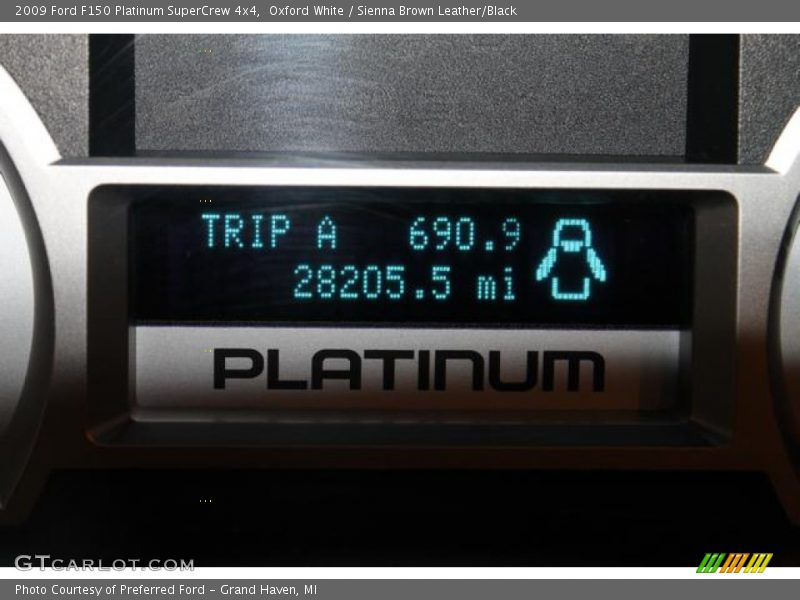 2009 Ford F150 Platinum SuperCrew 4x4,  Oxford White / Sienna Brown Leather/Black
TRIP A 690.9
28205.5 mi
PLATINUM
GTCARLOT.COM
Photo Courtesy of Preferred Ford – Grand Haven, MI